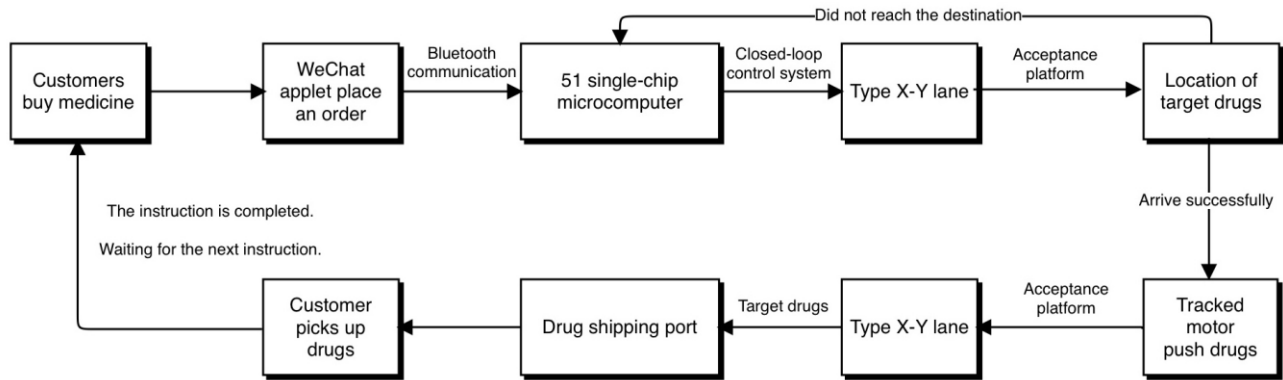 Did not reach the destination
Customers
buy medicine
WeChat
applet place
an order
Bluetooth
communication
51 single-chip
microcomputer
Closed-loop
control system
Type X-Y lane
Acceptance
platform
Location of
target drugs
Arrive successfully
The instruction is completed.
Waiting for the next instruction.
Customer
picks up
drugs
Drug shipping port
Target drugs
Type X-Y lane
Acceptance
platform
Tracked
motor
push drugs